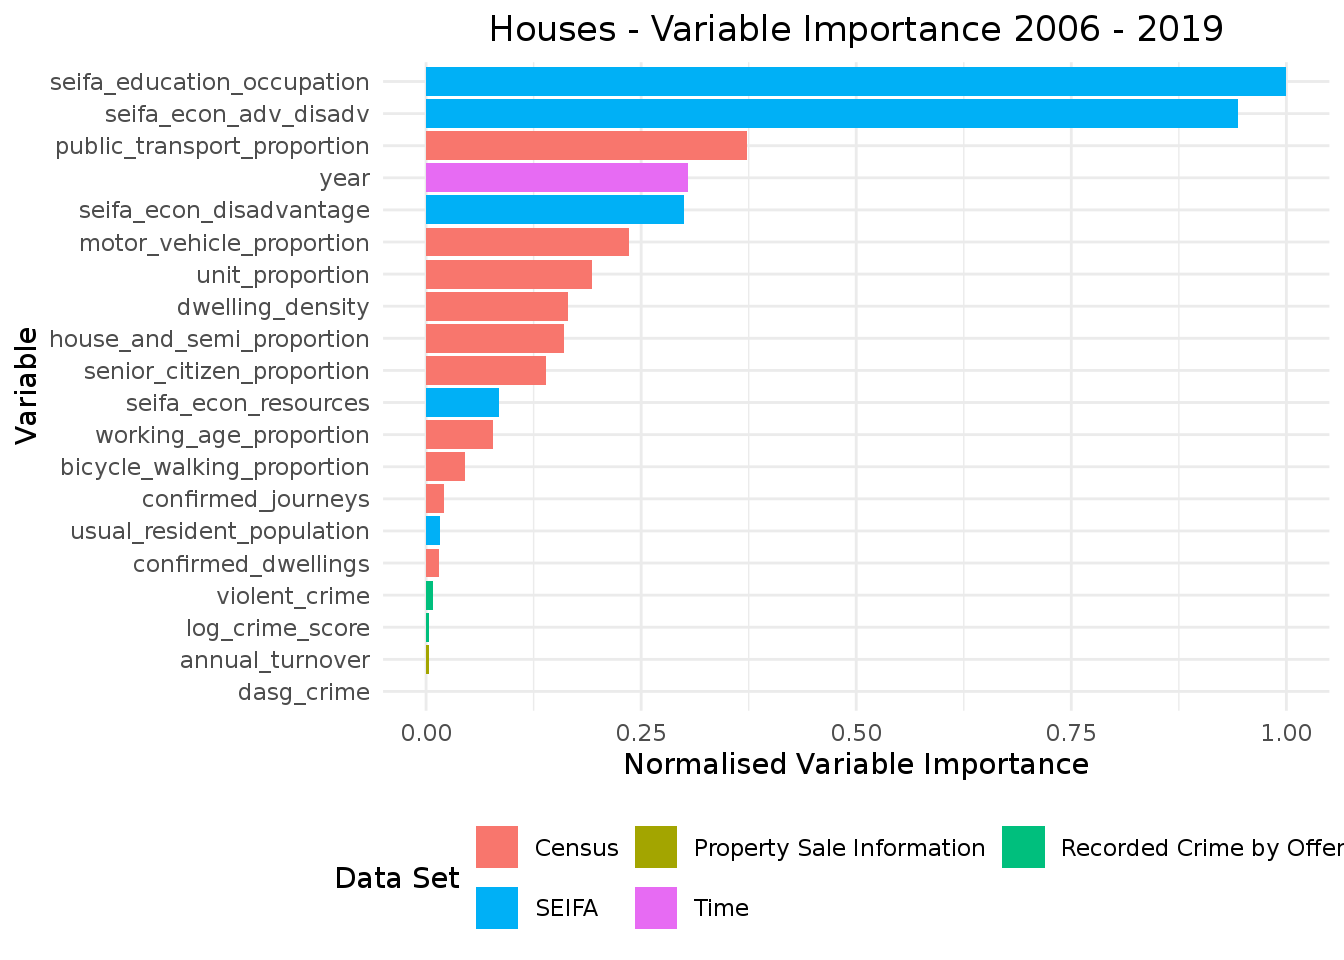 Houses - Variable Importance 2006 - 2019
seifa_education_occupation
seifa_econ_adv_disadv
public_transport_proportion
year
seifa_econ_disadvantage
motor_vehicle_proportion
unit_proportion
dwelling_density
house_and_semi_proportion
senior_citizen_proportion
seifa_econ_resources
working_age_proportion
bicycle_walking_proportion
confirmed_journeys
usual_resident_population
confirmed_dwellings
violent_crime
log_crime_score
annual_turnover
dasg_crime
Variable
0.00 0.25 0.50 0.75 1.00
Normalised Variable Importance
Data Set
Census Property Sale Information Recorded Crime by Offer
SEIFA Time